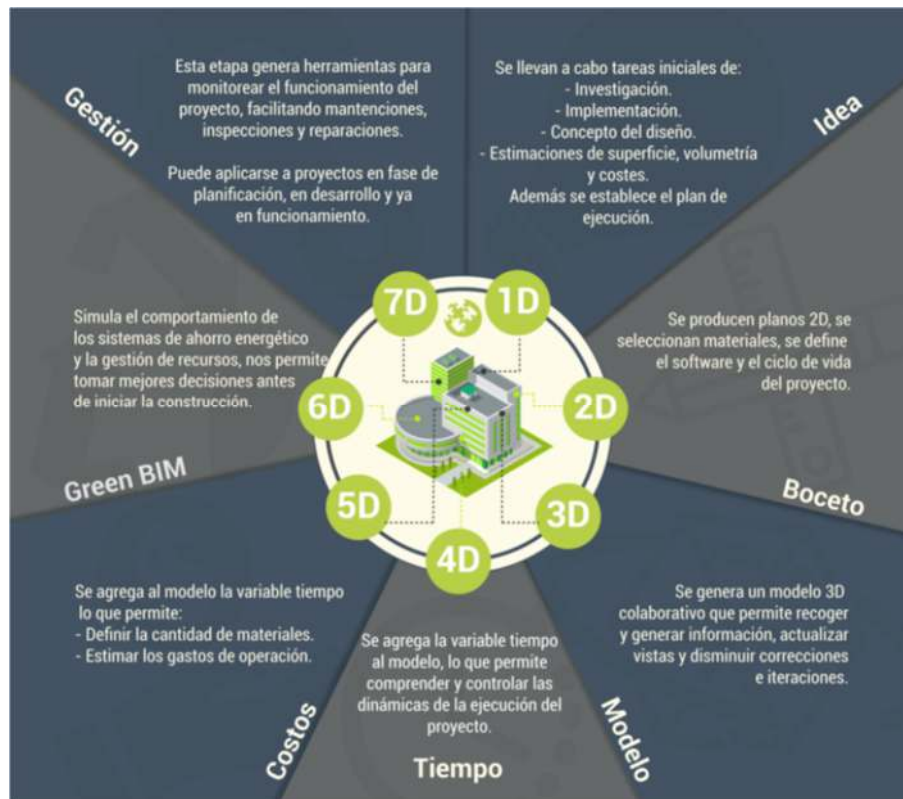 Esta etapa genera herramientas para
monitorear el funcionamiento del
proyecto, facilitando mantenciones,
inspecciones y reparaciones.
Puede aplicarse a proyectos en fase de
planificación, en desarrollo y ya
en funcionamiento.
Gestión
Se llevan a cabo tareas iniciales de:
- Investigación.
- Implementación.
- Concepto del diseño.
- Estimaciones de superficie, volumetría
y costes.
Además se establece el plan de
ejecución.
Idea
7D
1D
Simula el comportamiento de
los sistemas de ahorro energético
y la gestión de recursos, nos permite
tomar mejores decisiones antes
de iniciar la construcción.
Green BIM
6D
2D
Se producen planos 2D, se
seleccionan materiales, se define
el software y el ciclo de vida
del proyecto.
Boceto
5D
3D
4D
Se agrega al modelo la variable tiempo
lo que permite:
- Definir la cantidad de materiales.
- Estimar los gastos de operación.
Costos
Se agrega la variable tiempo
al modelo, lo que permite
comprender y controlar las
dinámicas de la ejecución del
proyecto.
Tiempo
Se genera un modelo 3D
colaborativo que permite recoger
y generar información, actualizar
vistas y disminuir correcciones
e iteraciones.
Modelo